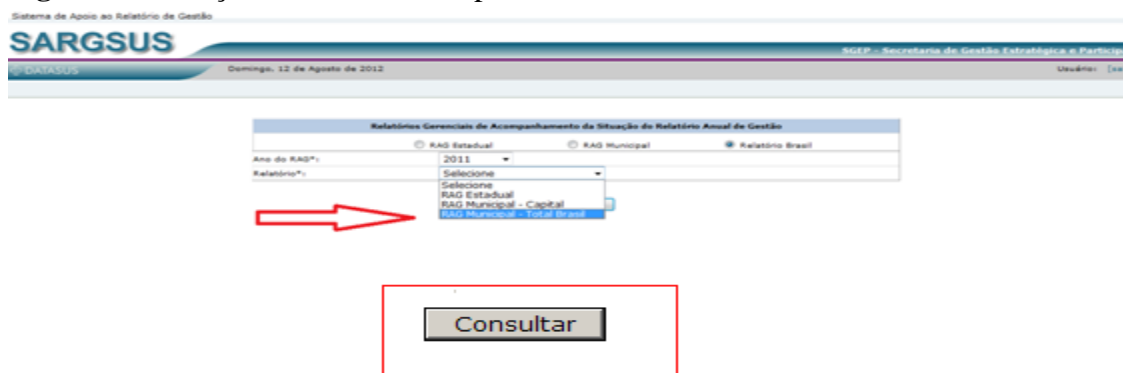 Sistema de Apoio ao Relatório de Gestão
SARGSUS
SGEP - Secretaria de Gestão Estratégica e
DATASUS
Domingo, 12 de Agosto de 2012
Usuário:
Relatórios Gerenciais de Acompanhamento da Situação do Relatório Anual de Gestão
RAG Estadual RAG Municipal Relatório Brasil
Ano do RAG*: 2011
Relatório*: Selecione
Selecione
RAG Estadual
RAG Municipal - Capital
RAG Municipal - Total Brasil
Consultar